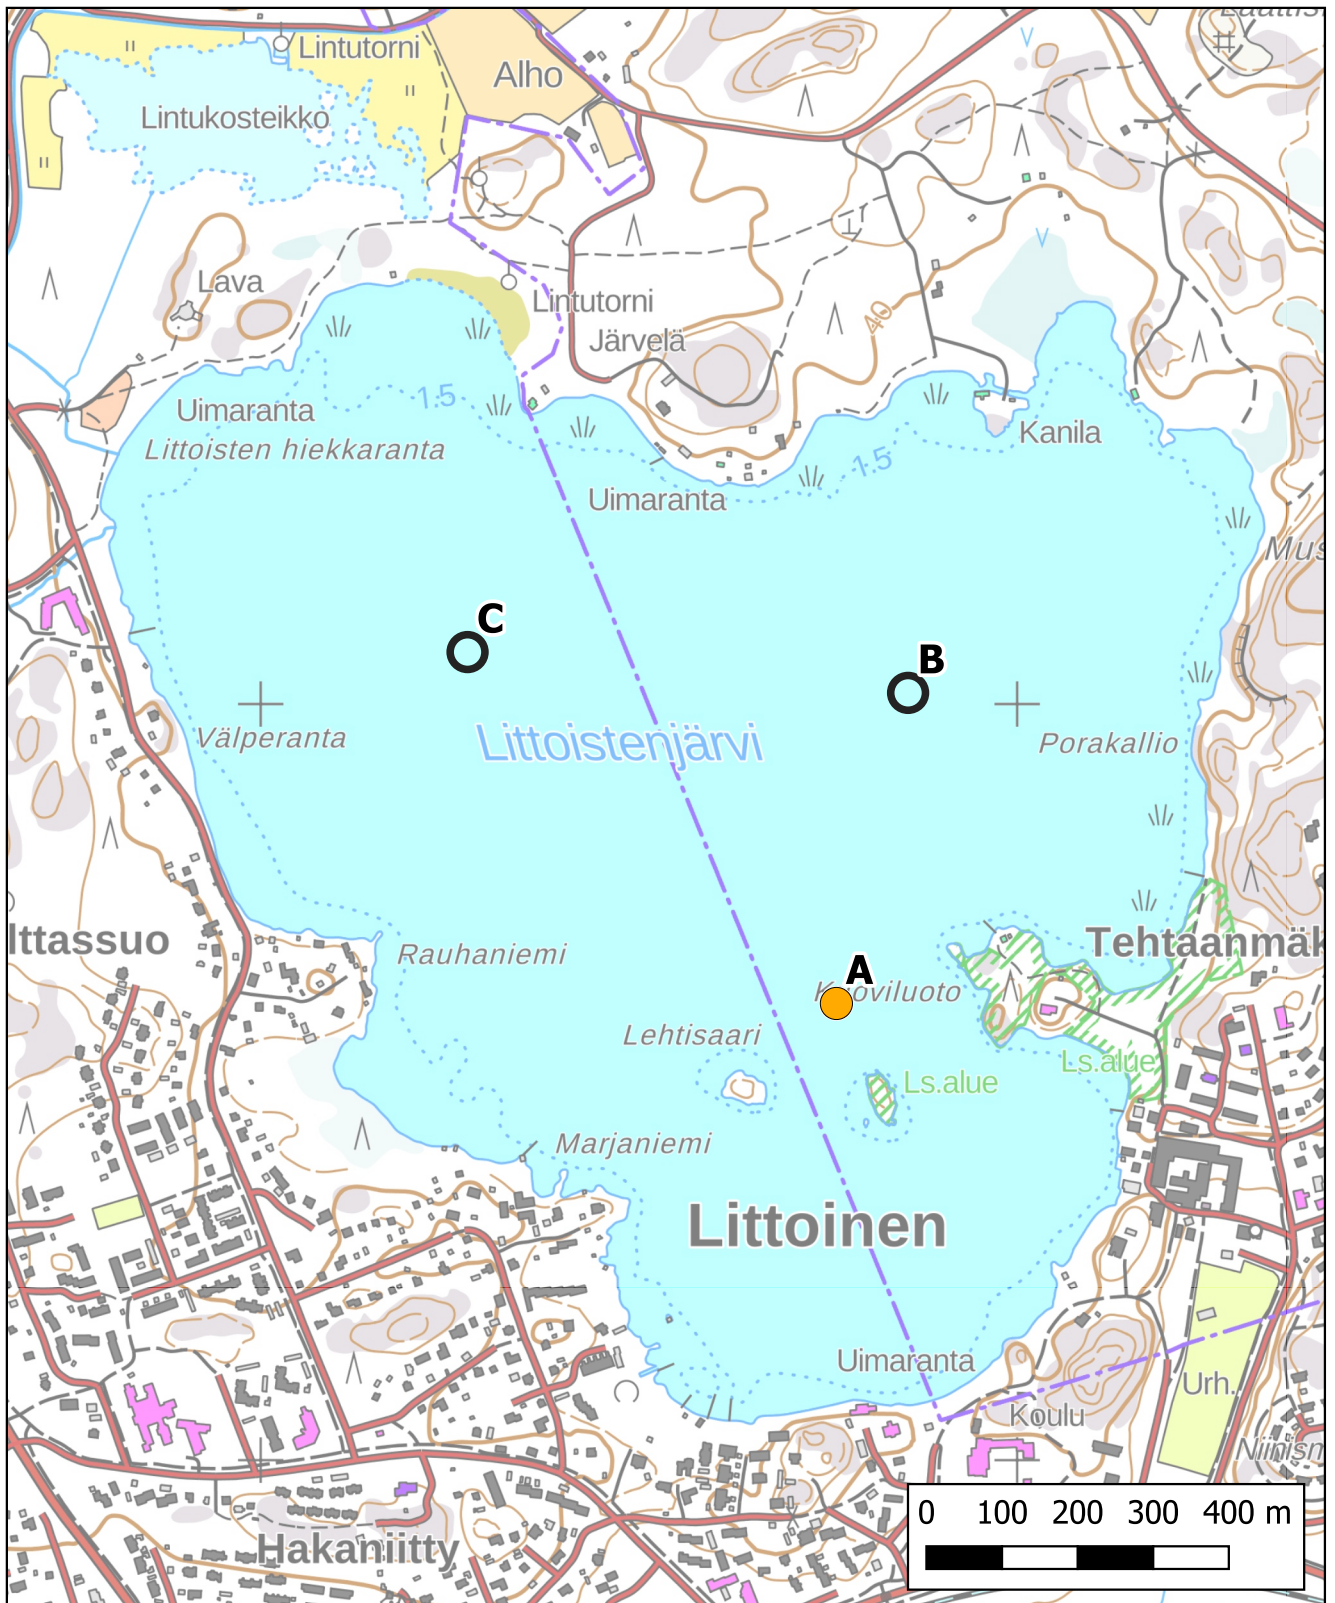 Lintutorni
Alho
Lintukosteikko
Lava
Lintutorni
Järvelä
40
1.5
Uimaranta
Littoisten hiekkaranta
Kanila
1.5
Uimaranta
Mus
C
B
Välperanta
Littoistenjärvi
Porakallio
Ittassuo
Rauhaniemi
Tehtaanmäk
A
Lehtisaari
Ls.alue
Ls.alue
Marjaniemi
Littoinen
Uimaranta
Urh.
Koulu
Niinisn
0 100 200 300 400 m
Hakaniitty